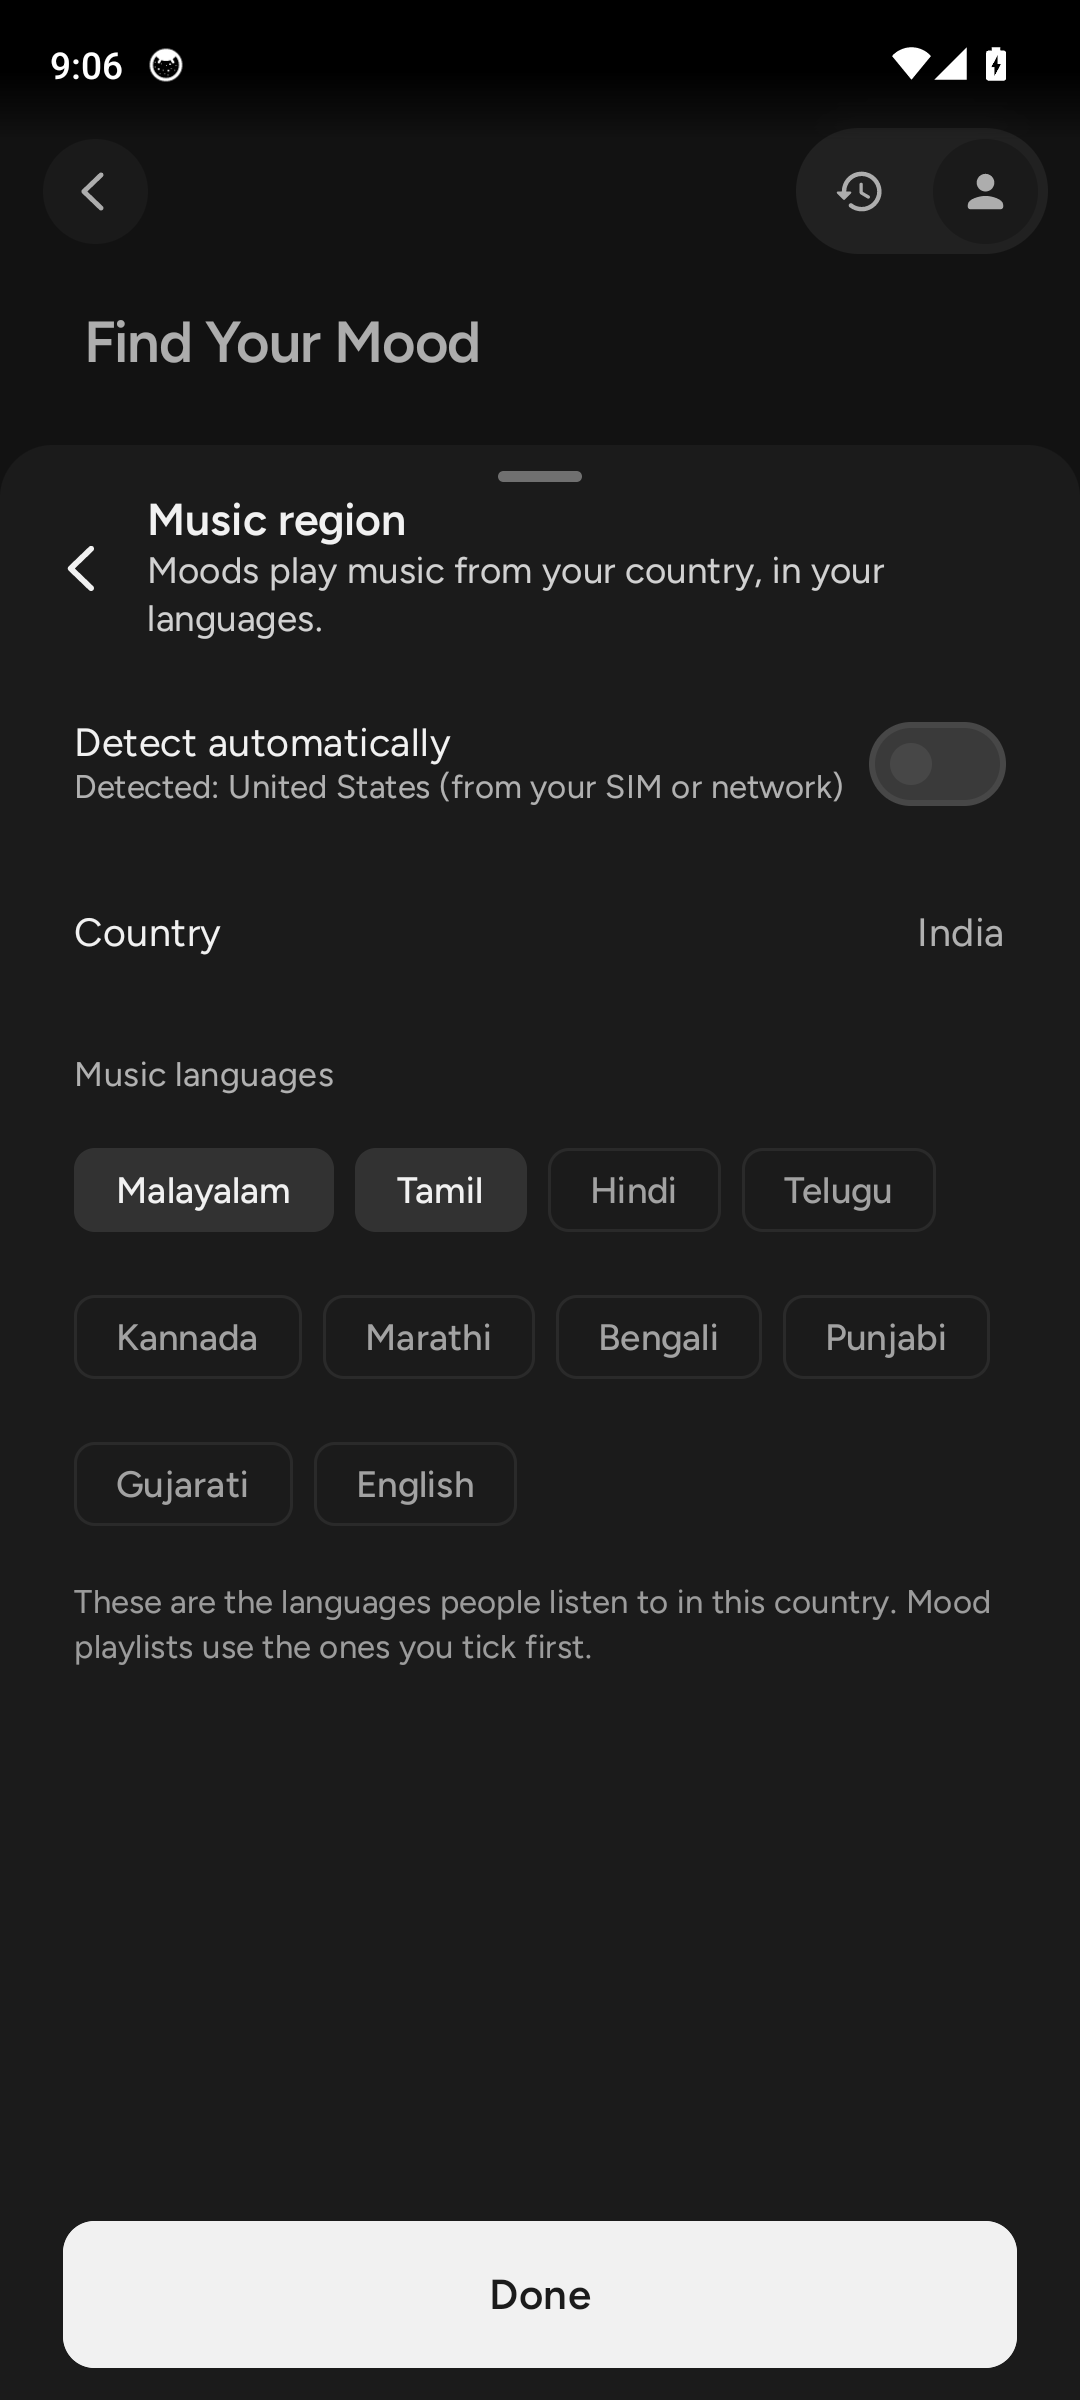 9:06
Find Your Mood
Music region
Moods play music from your country, in your
languages.
Detect automatically
Detected: United States (from your SIM or network)
Country
India
Music languages
Malayalam
Tamil
Hindi
Telugu
Kannada
Marathi
Bengali
Punjabi
Gujarati
English
These are the languages people listen to in this country. Mood
playlists use the ones you tick first.
Done